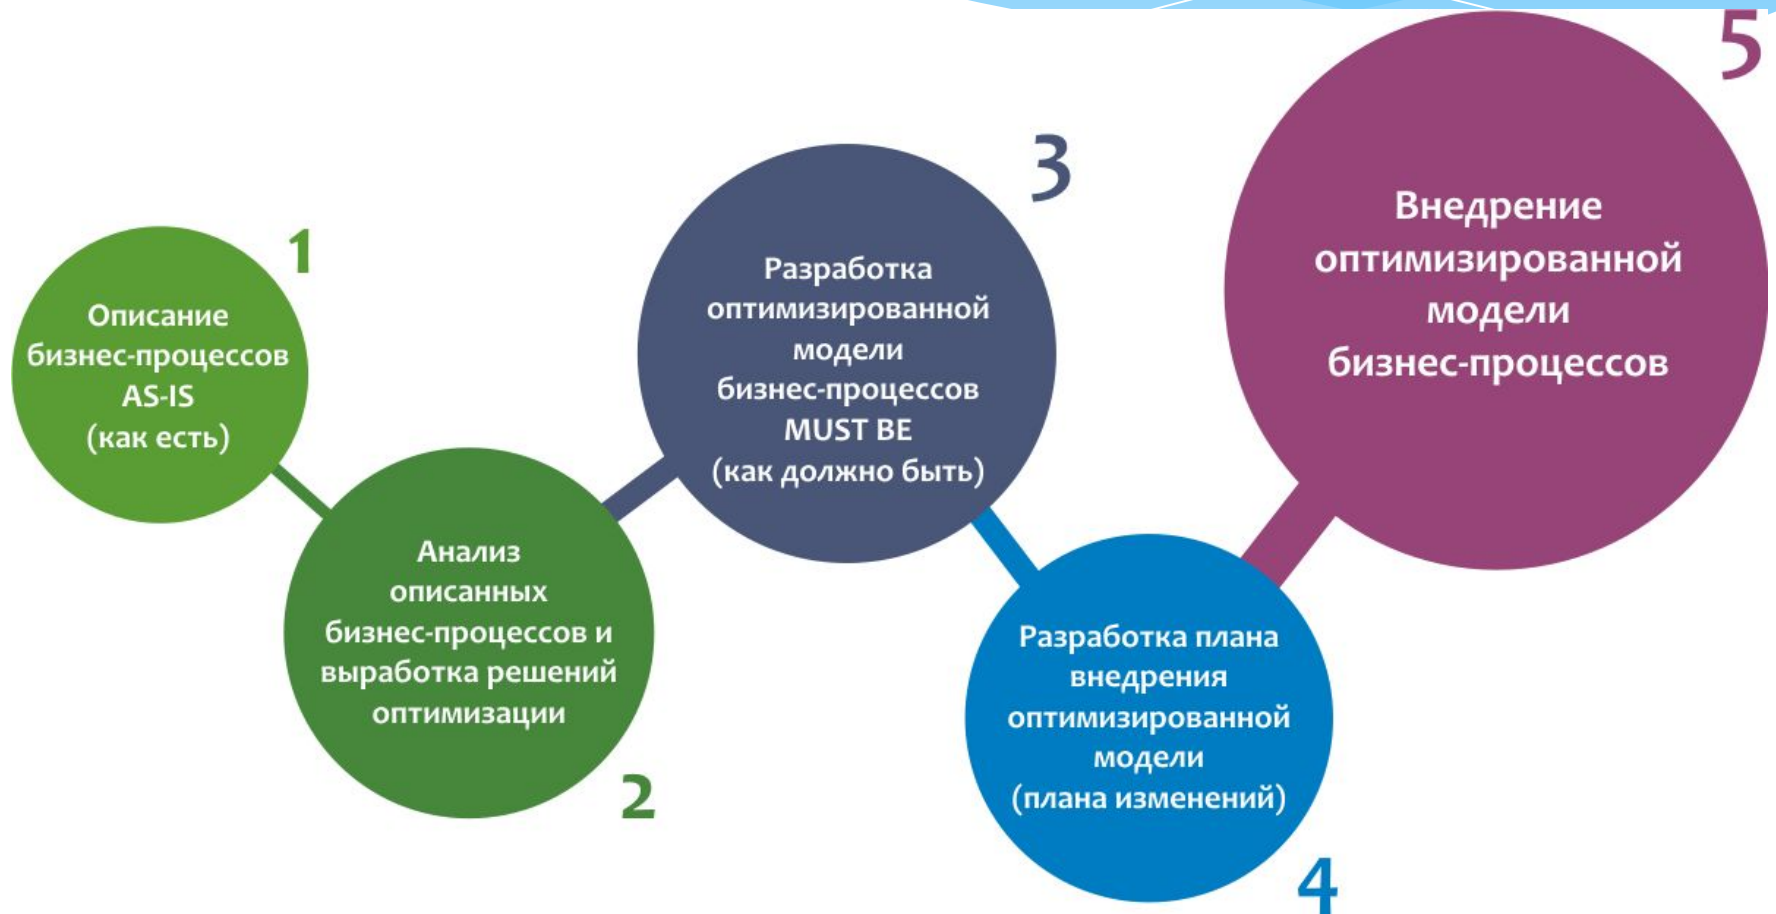 1
Описание
бизнес-процессов
AS-IS
(как есть)
Анализ
описанных
бизнес-процессов и
выработка решений
оптимизации
2
3
Разработка
оптимизированной
модели
бизнес-процессов
MUST BE
(как должно быть)
Разработка плана
внедрения
оптимизированной
модели
(плана изменений)
4
5
Внедрение
оптимизированной
модели
бизнес-процессов